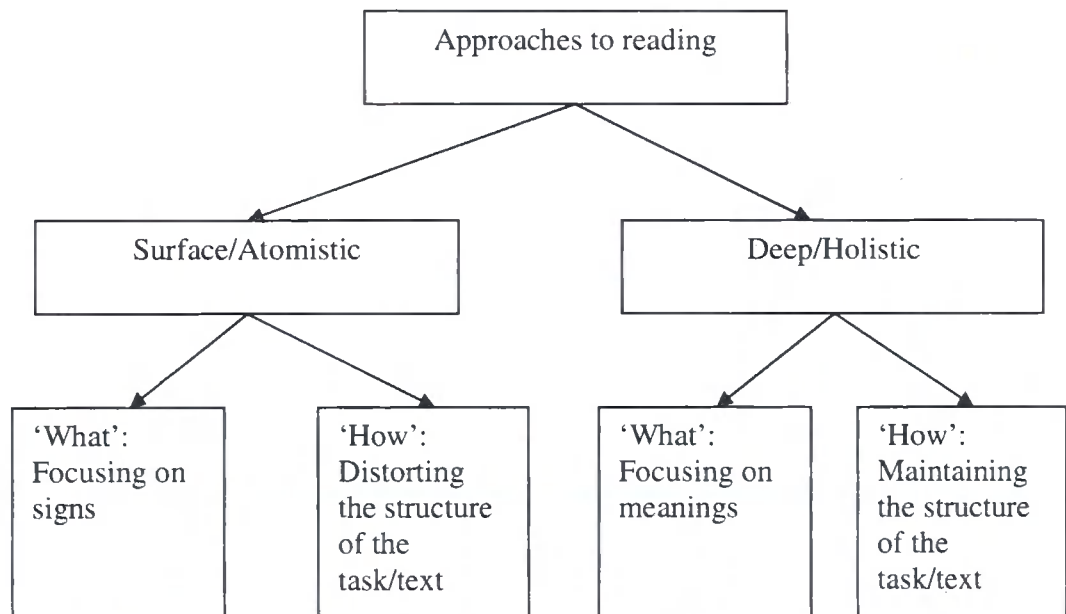 Approaches to reading
Surface/Atomistic
Deep/Holistic
‘What’:
Focusing on
signs
‘How’:
Distorting
the structure
of the
task/text
‘What’:
Focusing on
meanings
‘How’:
Maintaining
the structure
of the
task/text